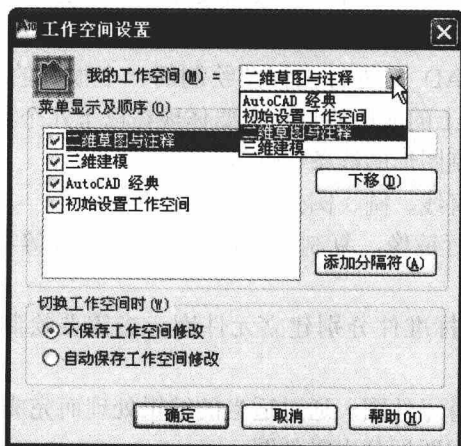 工作空间设置
我的工作空间(M) = 二维草图与注释
菜单显示及顺序(O)
AutoCAD 经典
初始设置工作空间
二维草图与注释
三维建模
二维草图与注释
三维建模
AutoCAD 经典
初始设置工作空间
下移(D)
添加分隔符(A)
切换工作空间时(W)
不保存工作空间修改
自动保存工作空间修改
确定 取消 帮助(H)